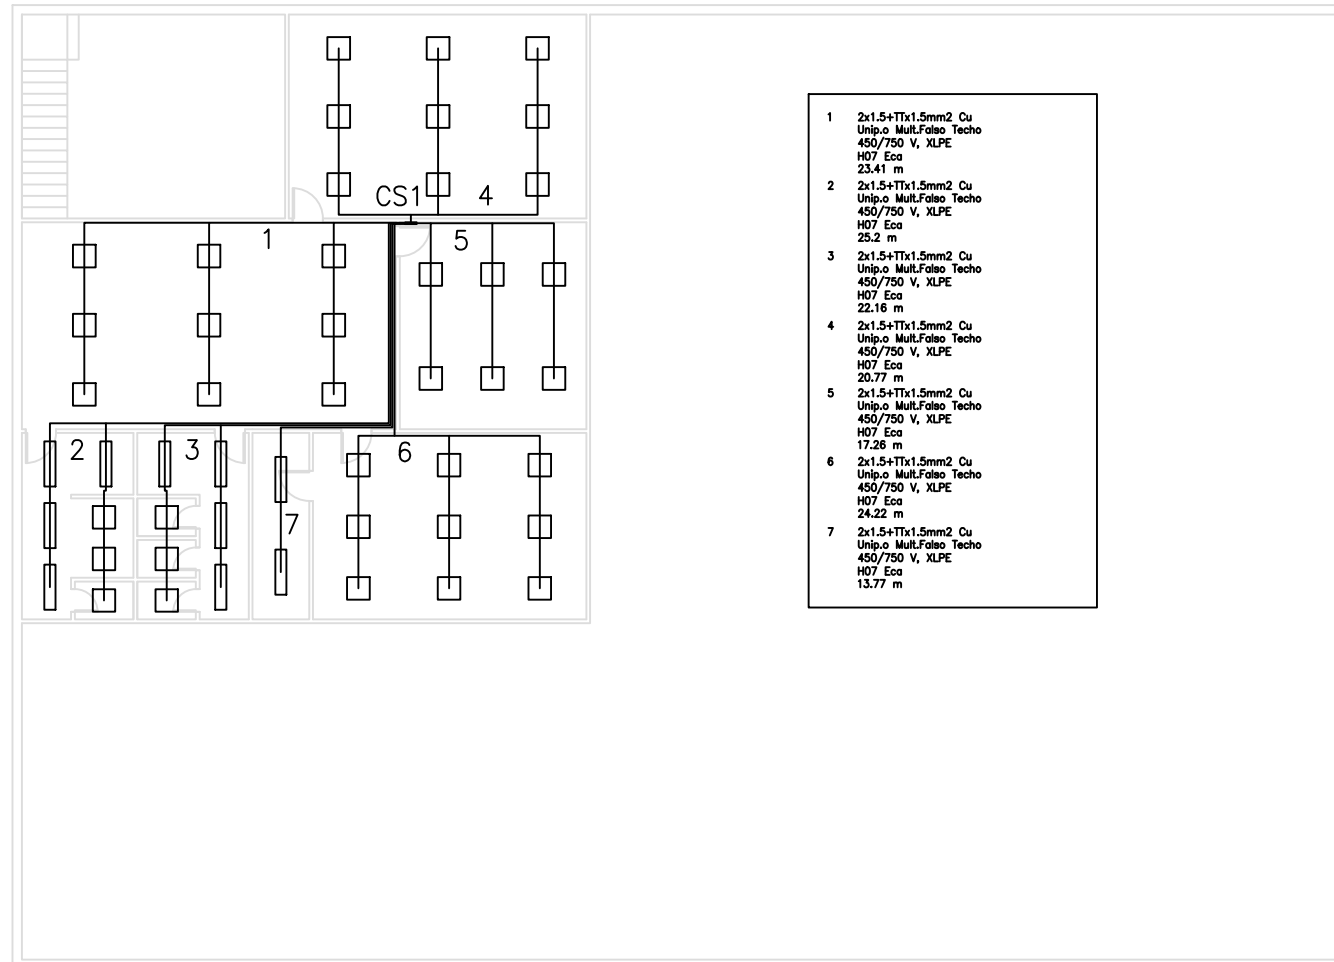 CS1
4
1
5
2
3
6
7
1 2x1.5+TTx1.5mm2 Cu
Unip.o Mult.Falso Techo
450/750 V, XLPE
H07 Eca
23.41 m
2 2x1.5+TTx1.5mm2 Cu
Unip.o Mult.Falso Techo
450/750 V, XLPE
H07 Eca
25.2 m
3 2x1.5+TTx1.5mm2 Cu
Unip.o Mult.Falso Techo
450/750 V, XLPE
H07 Eca
22.16 m
4 2x1.5+TTx1.5mm2 Cu
Unip.o Mult.Falso Techo
450/750 V, XLPE
H07 Eca
20.77 m
5 2x1.5+TTx1.5mm2 Cu
Unip.o Mult.Falso Techo
450/750 V, XLPE
H07 Eca
17.26 m
6 2x1.5+TTx1.5mm2 Cu
Unip.o Mult.Falso Techo
450/750 V, XLPE
H07 Eca
24.22 m
7 2x1.5+TTx1.5mm2 Cu
Unip.o Mult.Falso Techo
450/750 V, XLPE
H07 Eca
13.77 m